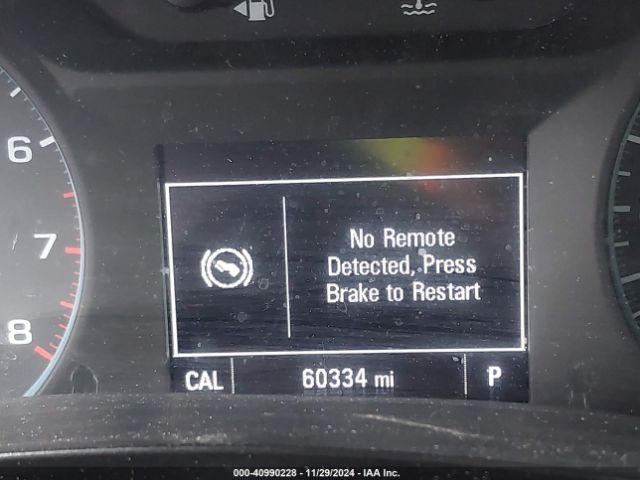 6
7
8
No Remote
Detected, Press
Brake to Restart
CAL 60334 mi P
000-40990228 - 11/29/2024 - IAA Inc.